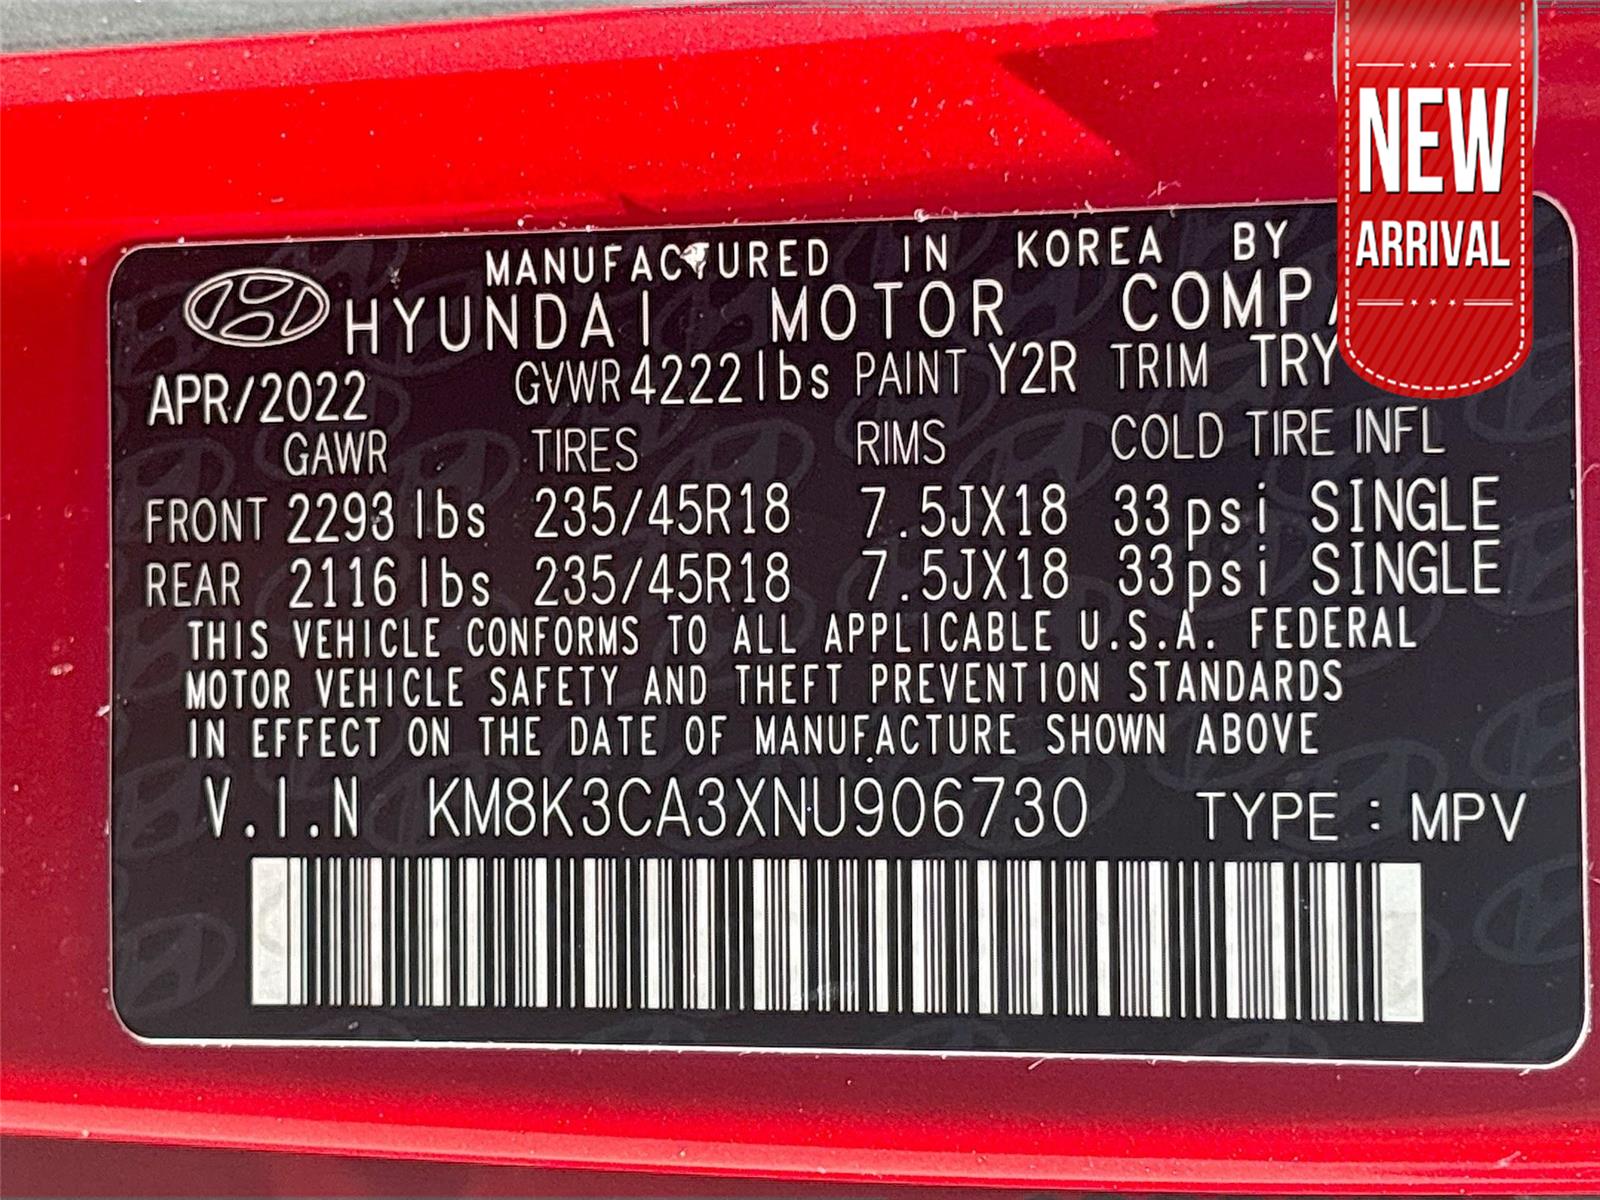 NEW
ARRIVAL
MANUFACTURED IN KOREA BY
HYUNDAI MOTOR
APR/2022 GVWR 4222lbs PAINT Y2R TRIM TRY
GAWR TIRES RIMS COLD TIRE INFL
FRONT 2293 lbs 235/45R18 7.5JX18 33psi SINGLE
REAR 2116 lbs 235/45R18 7.5JX18 33psi SINGLE
THIS VEHICLE CONFORMS TO ALL APPLICABLE U.S.A. FEDERAL
MOTOR VEHICLE SAFETY AND THEFT PREVENTION STANDARDS
IN EFFECT ON THE DATE OF MANUFACTURE SHOWN ABOVE
V.I.N KM8K3CA3XNU906730 TYPE : MPV